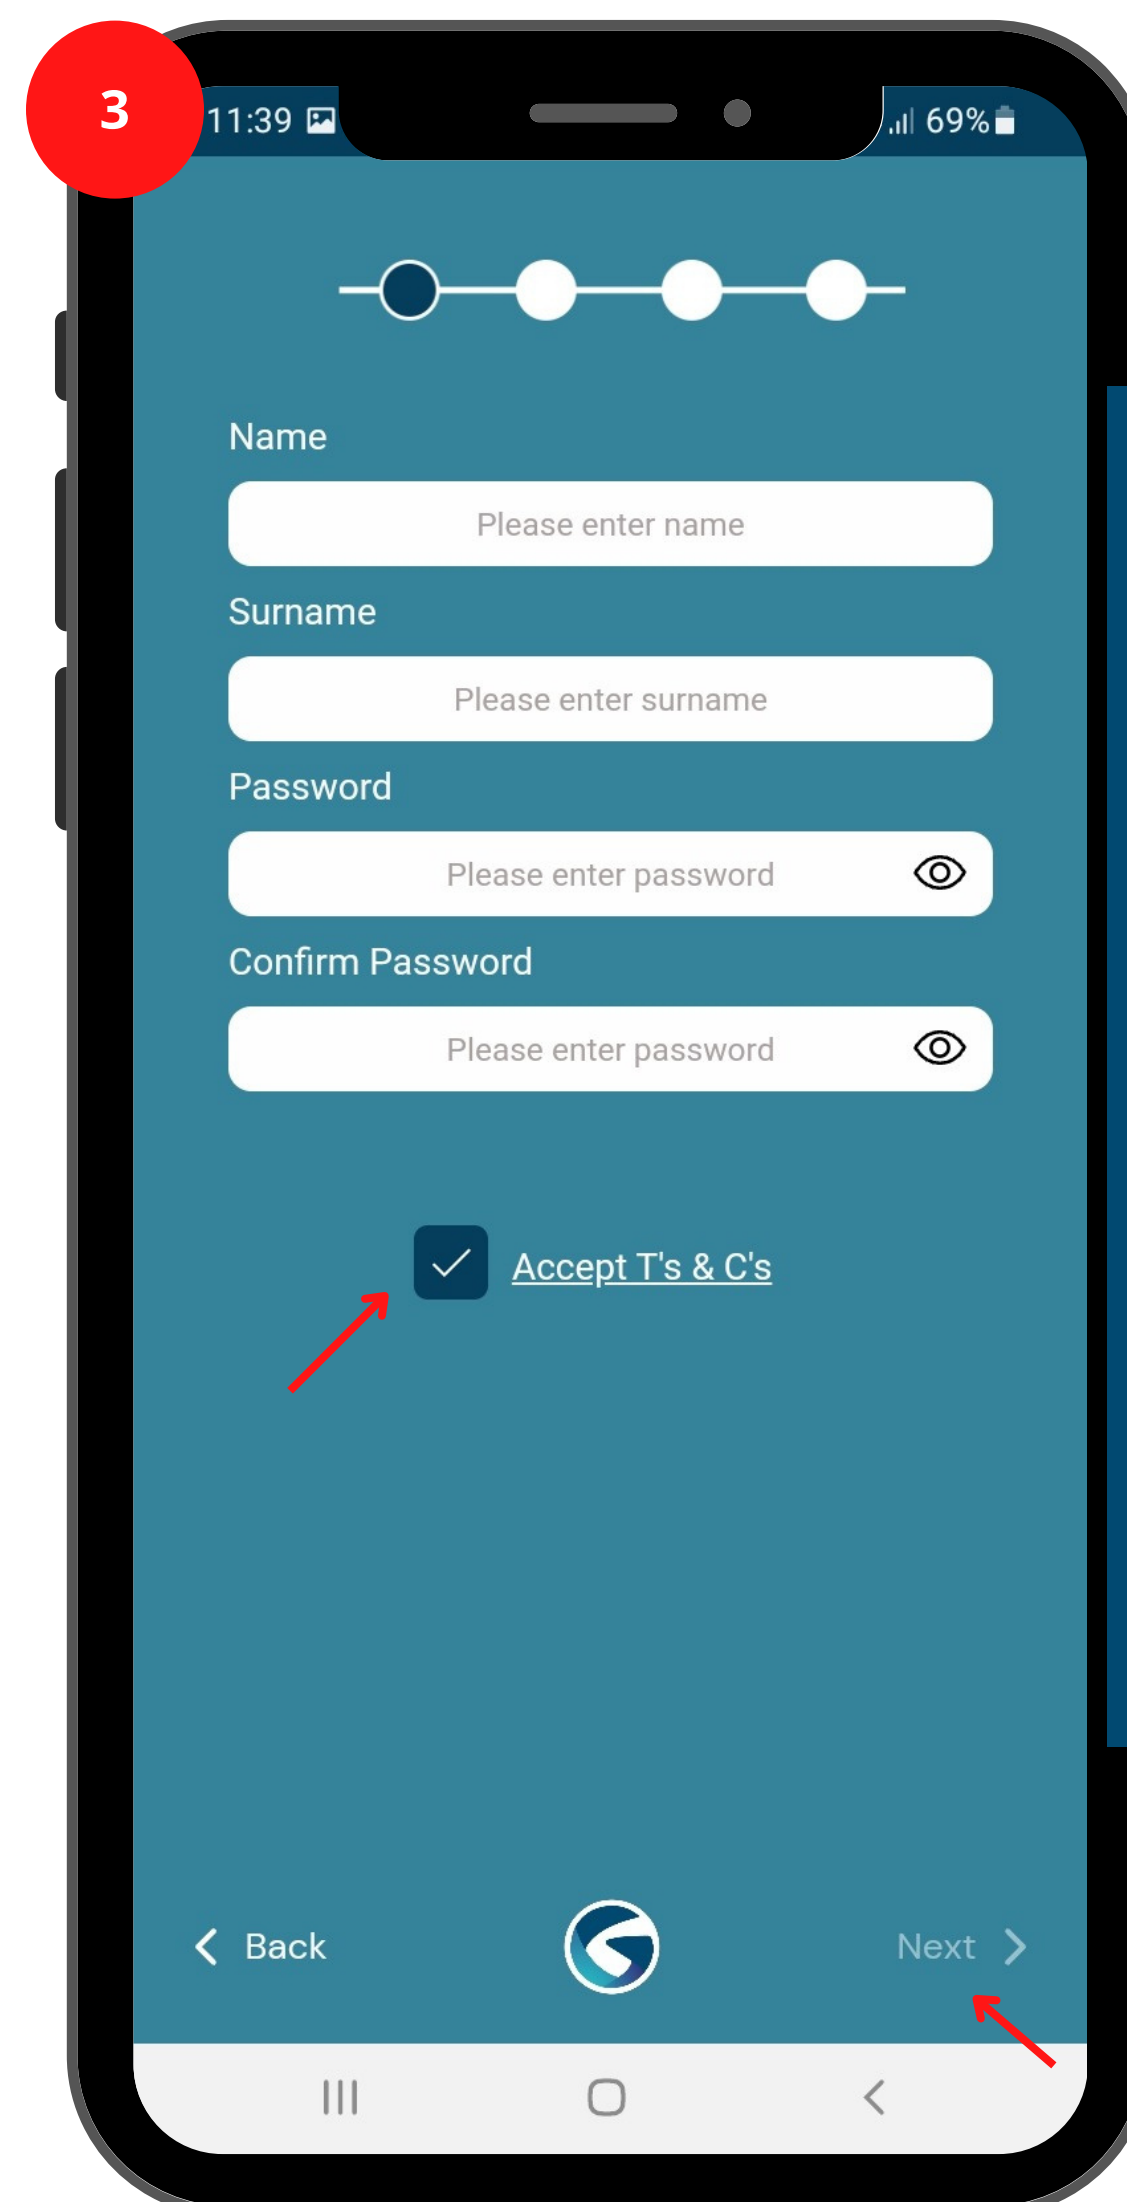 3
11:39
69%
Name
Please enter name
Surname
Please enter surname
Password
Please enter password
Confirm Password
Please enter password
Accept T's & C's
Back
Next